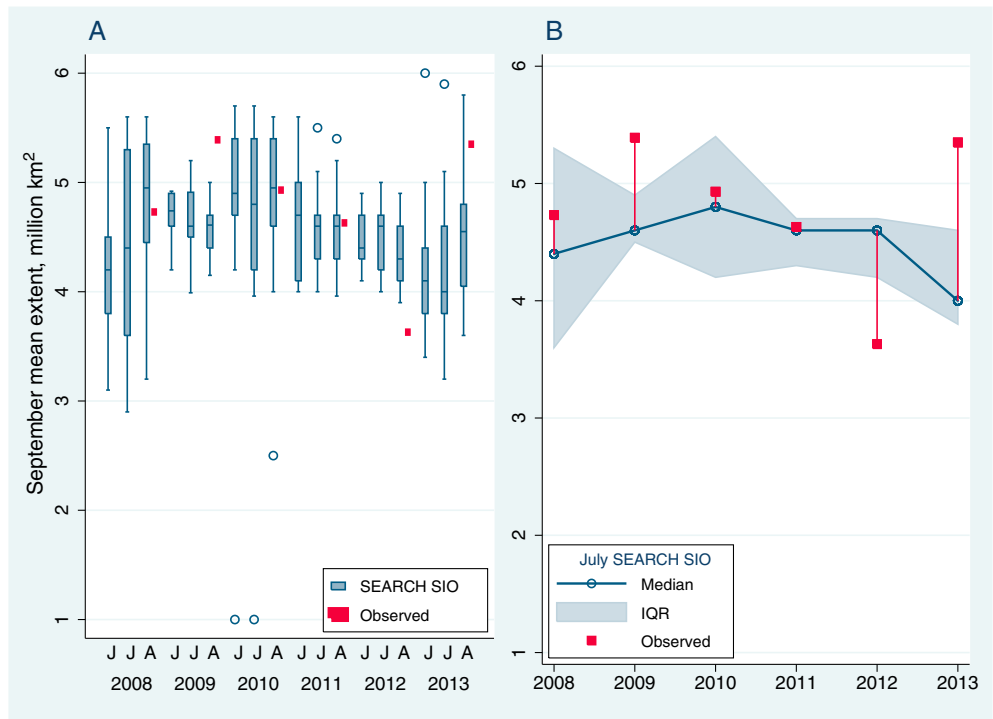 A
September mean extent, million km²
6
5
4
3
2
1
SEARCH SIO
Observed
J J A J J A J J A J J A J J A J J A
2008 2009 2010 2011 2012 2013
B
6
5
4
3
2
1
July SEARCH SIO
Median
IQR
Observed
2008 2009 2010 2011 2012 2013